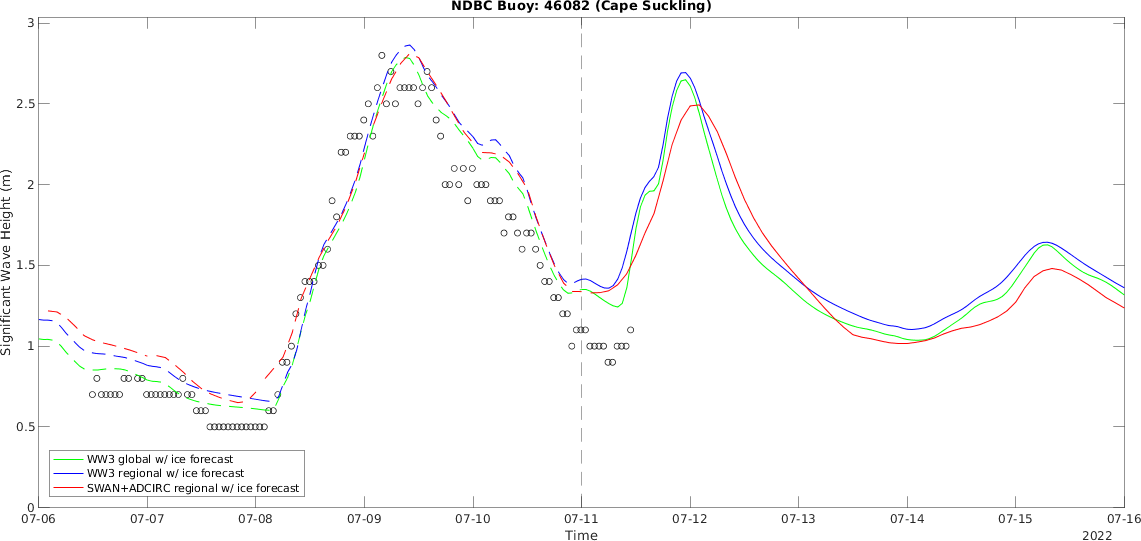 NDBC Buoy: 46082 (Cape Suckling)
3
2.5
2
1.5
1
0.5
0
Significant Wave Height (m)
WW3 global w/ ice forecast
WW3 regional w/ ice forecast
SWAN+ADCIRC regional w/ ice forecast
07-06 07-07 07-08 07-09 07-10 07-11 07-12 07-13 07-14 07-15 07-16
Time
2022